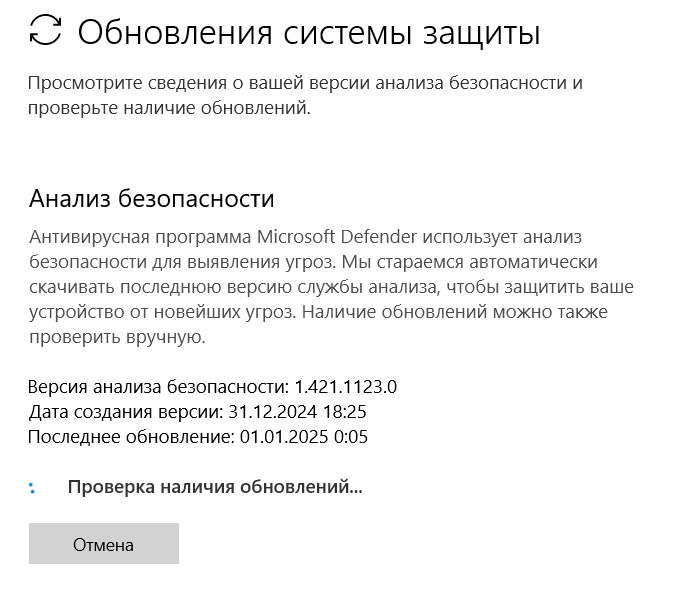 Обновления системы защиты
Просмотрите сведения о вашей версии анализа безопасности и
проверьте наличие обновлений.
Анализ безопасности
Антивирусная программа Microsoft Defender использует анализ
безопасности для выявления угроз. Мы стараемся автоматически
скачивать последнюю версию службы анализа, чтобы защитить ваше
устройство от новейших угроз. Наличие обновлений можно также
проверить вручную.
Версия анализа безопасности: 1.421.1123.0
Дата создания версии: 31.12.2024 18:25
Последнее обновление: 01.01.2025 0:05
Проверка наличия обновлений...
Отмена